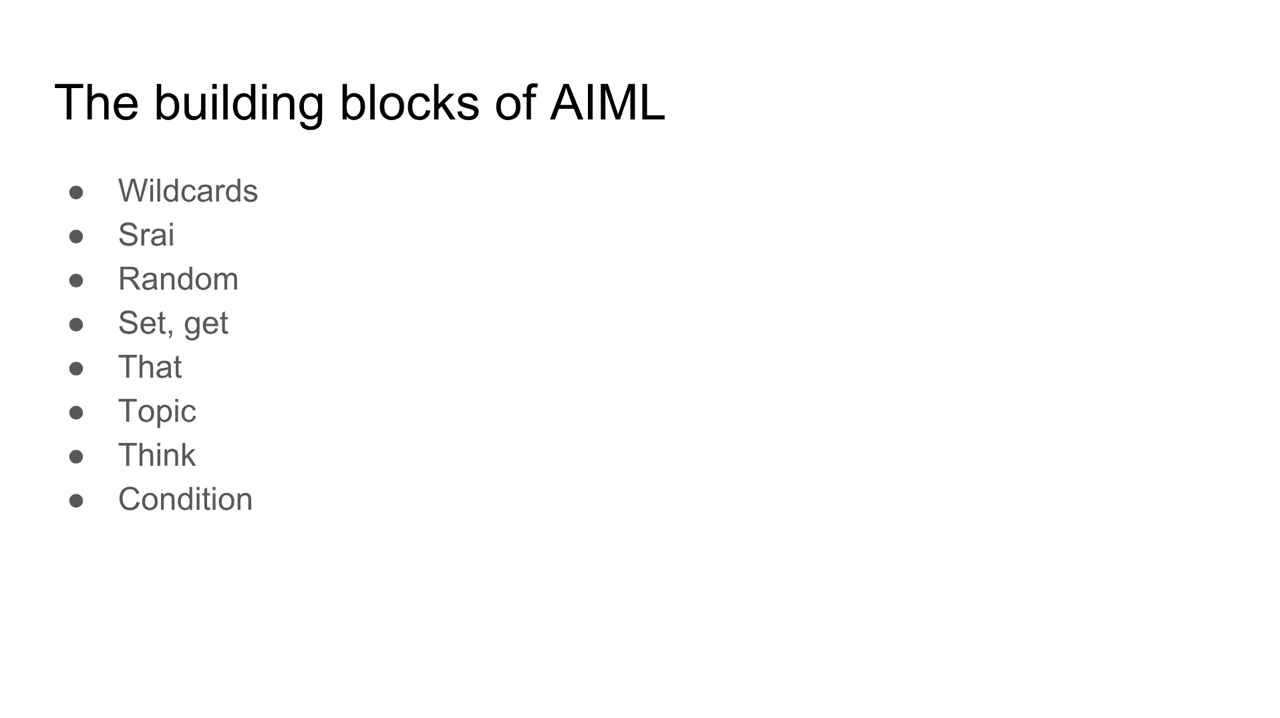 The building blocks of AIML
● Wildcards
● Srai
● Random
● Set, get
● That
● Topic
● Think
● Condition